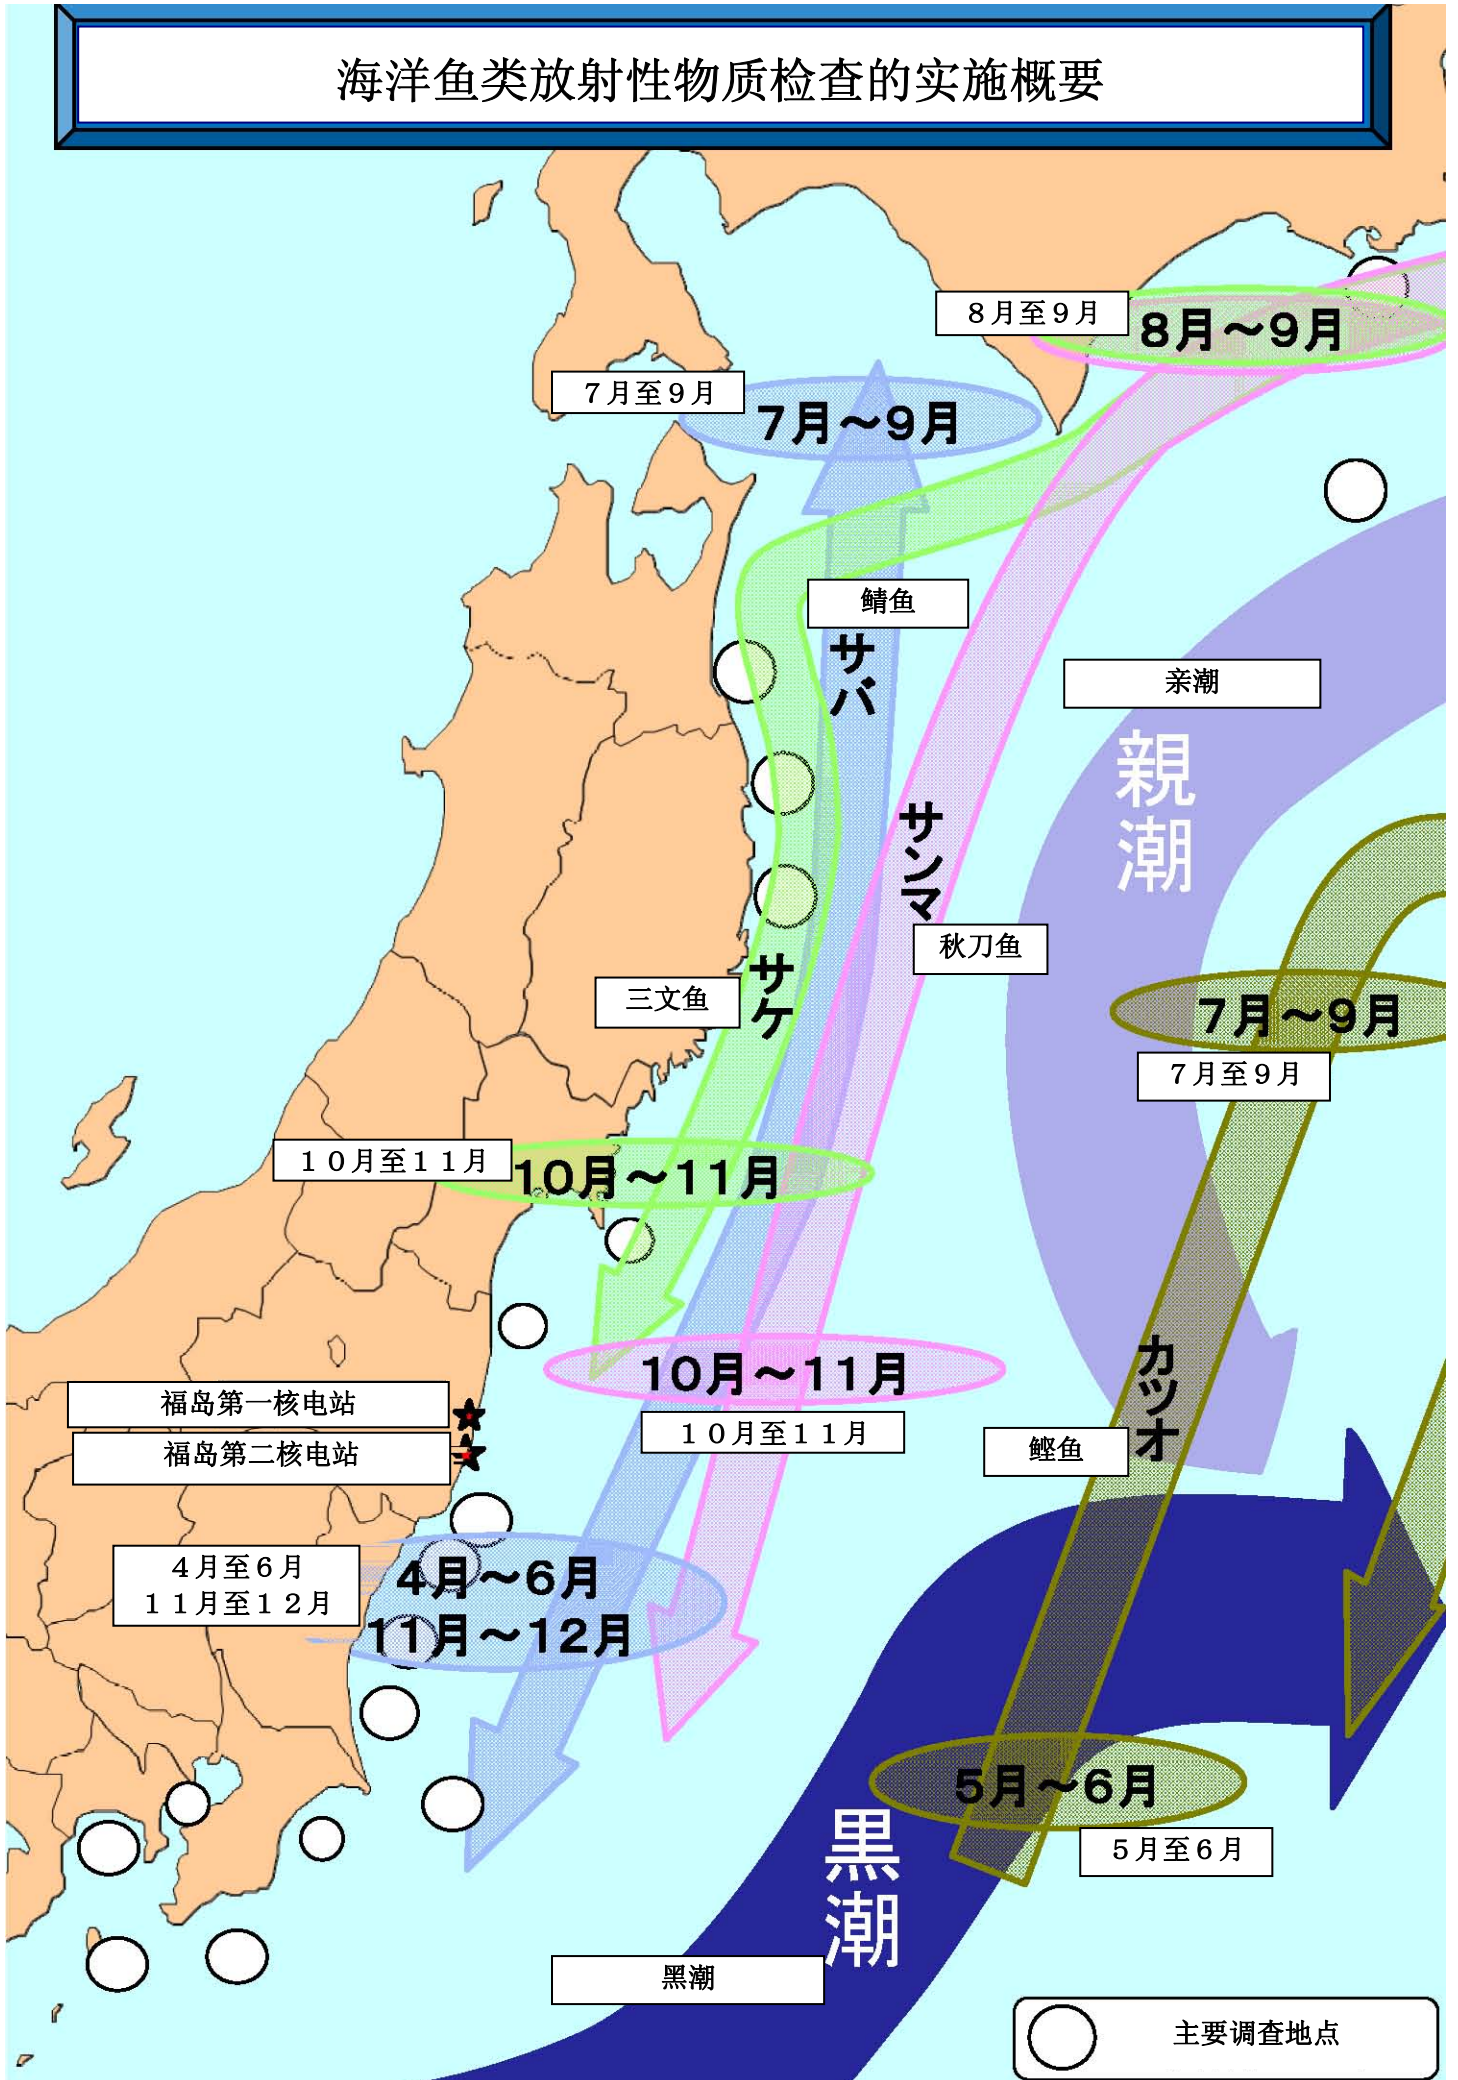 海洋鱼类放射性物质检查的实施概要
8月至9月
8月～9月
7月至9月
7月～9月
鲭鱼
サバ
亲潮
親潮
サンマ
秋刀鱼
サケ
三文鱼
7月～9月
7月至9月
10月至11月
10月～11月
10月～11月
10月至11月
福岛第一核电站
福岛第二核电站
カツオ
鲣鱼
4月至6月
11月至12月
4月～6月
11月～12月
5月～6月
5月至6月
黒潮
黑潮
主要调查地点